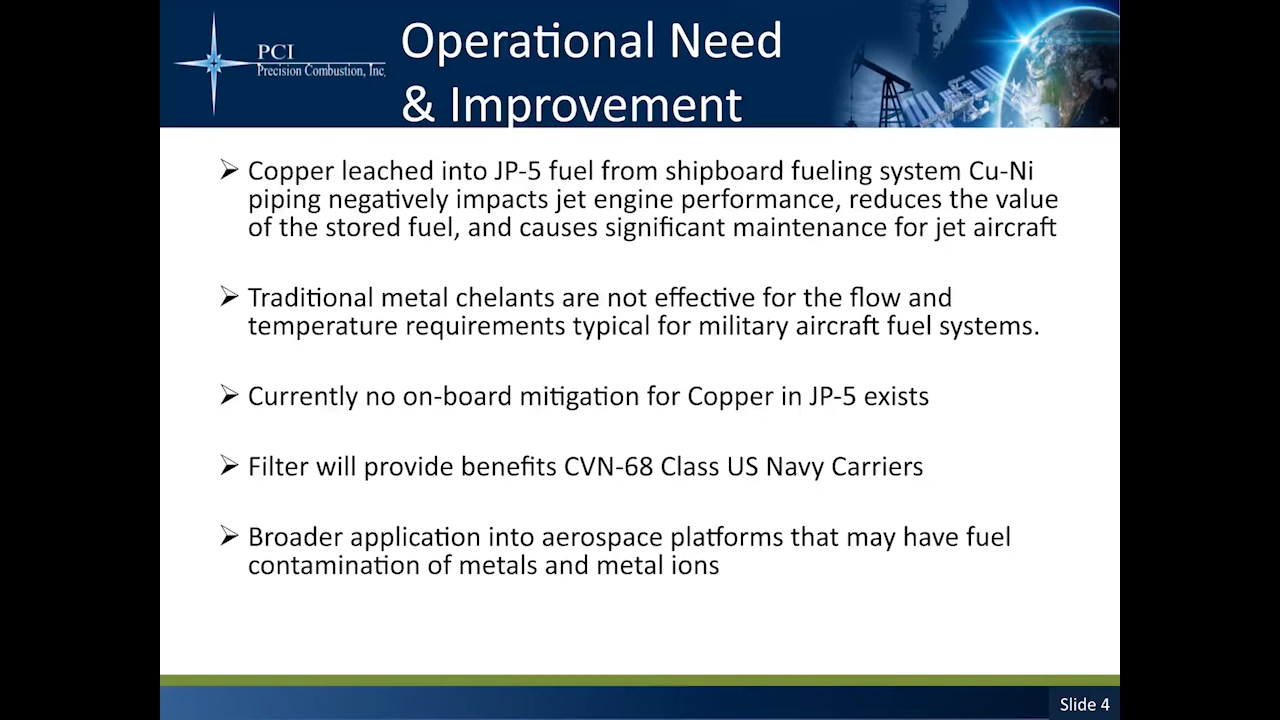 PCI
Precision Combustion, Inc.
Operational Need
& Improvement
➢ Copper leached into JP-5 fuel from shipboard fueling system Cu-Ni
piping negatively impacts jet engine performance, reduces the value
of the stored fuel, and causes significant maintenance for jet aircraft
➢ Traditional metal chelants are not effective for the flow and
temperature requirements typical for military aircraft fuel systems.
➢ Currently no on-board mitigation for Copper in JP-5 exists
➢ Filter will provide benefits CVN-68 Class US Navy Carriers
➢ Broader application into aerospace platforms that may have fuel
contamination of metals and metal ions
Slide 4